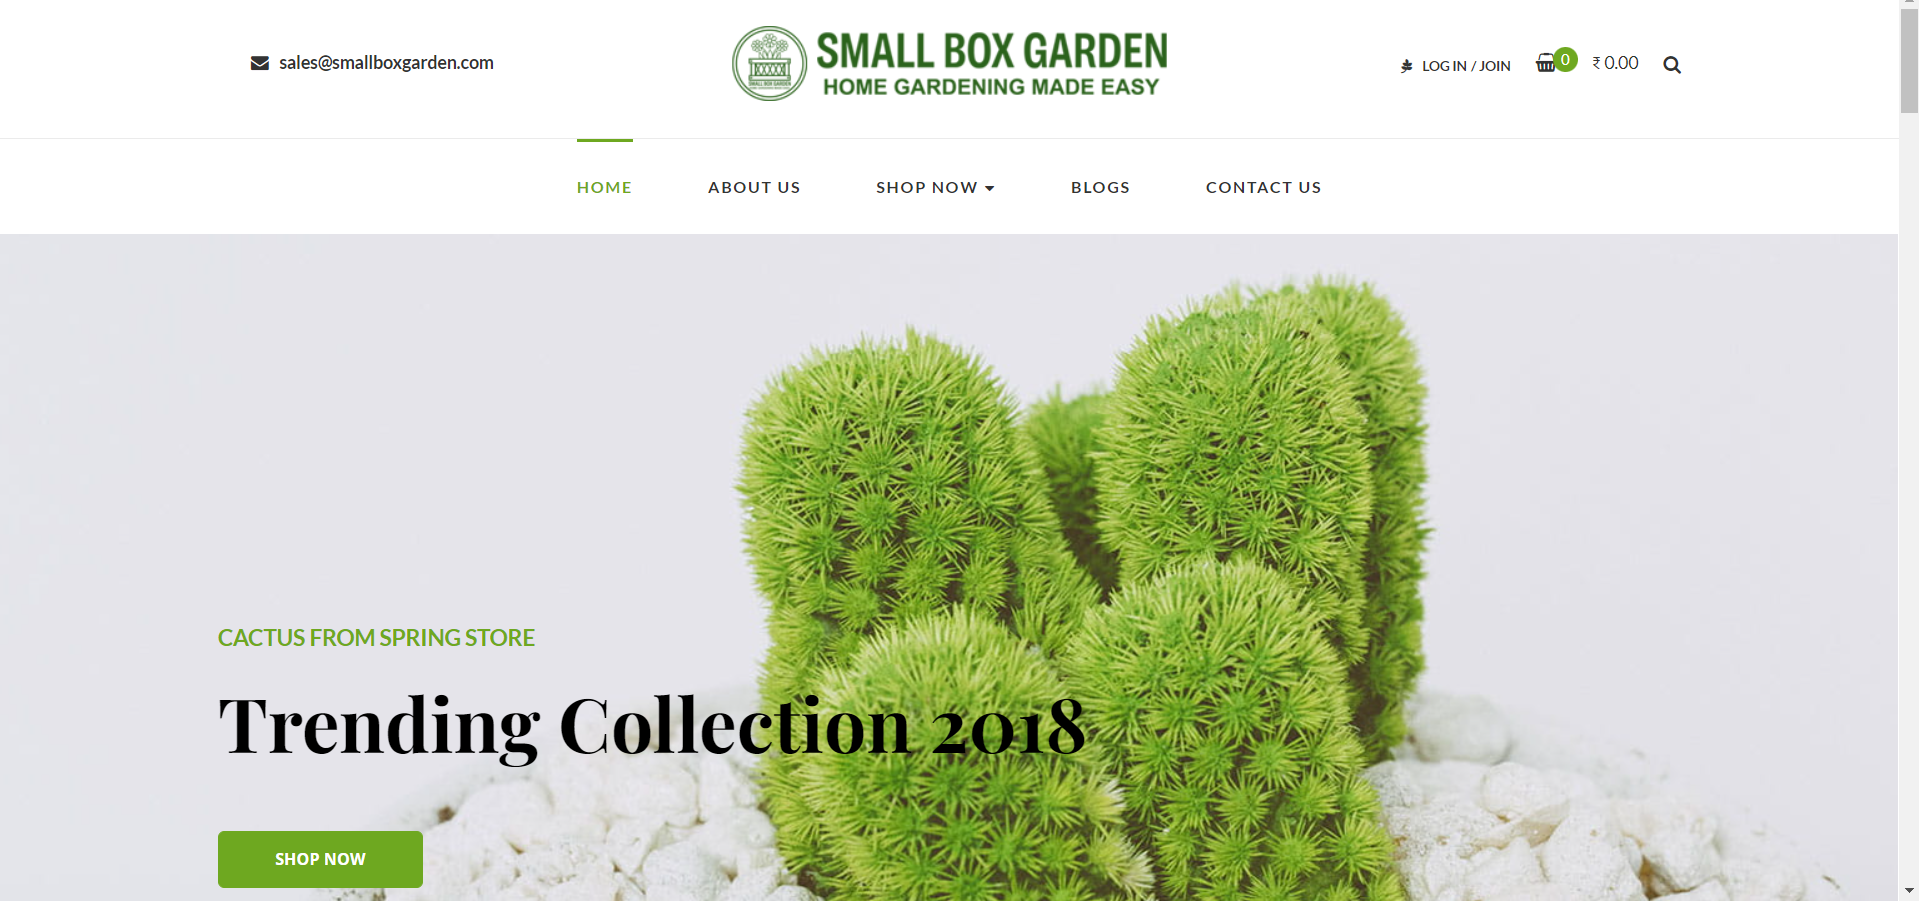 sales@smallboxgarden.com
SMALL BOX GARDEN
HOME GARDENING MADE EASY
LOG IN / JOIN
0
₹ 0.00
HOME
ABOUT US
SHOP NOW
BLOGS
CONTACT US
CACTUS FROM SPRING STORE
Trending Collection 2018
SHOP NOW